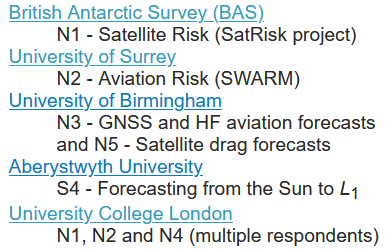 British Antarctic Survey (BAS)
N1 - Satellite Risk (SatRisk project)
University of Surrey
N2 - Aviation Risk (SWARM)
University of Birmingham
N3 - GNSS and HF aviation forecasts
and N5 - Satellite drag forecasts
Aberystwyth University
S4 - Forecasting from the Sun to L1
University College London
N1, N2 and N4 (multiple respondents)